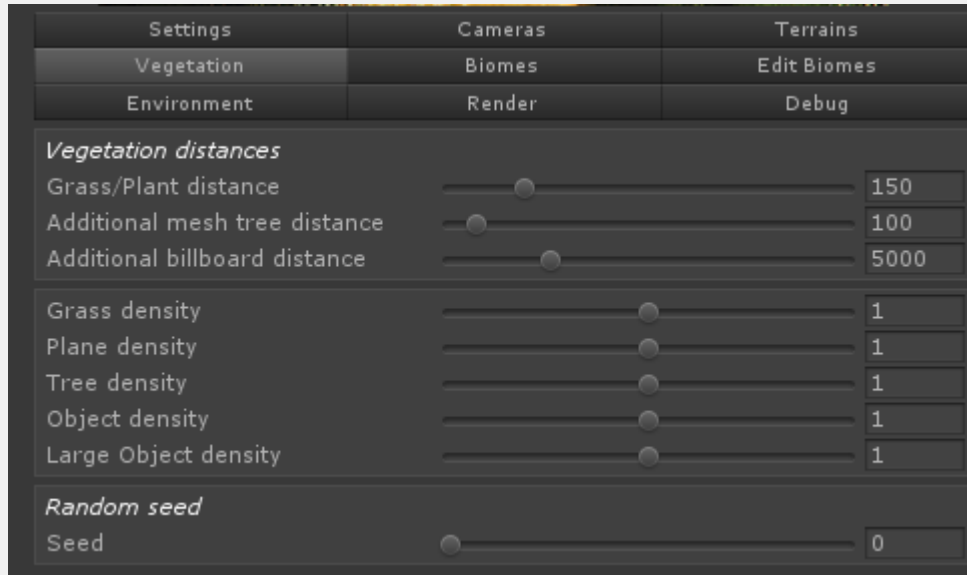 Settings Cameras Terrains
Vegetation Biomes Edit Biomes
Environment Render Debug
Vegetation distances
Grass/Plant distance 150
Additional mesh tree distance 100
Additional billboard distance 5000
Grass density 1
Plane density 1
Tree density 1
Object density 1
Large Object density 1
Random seed
Seed 0